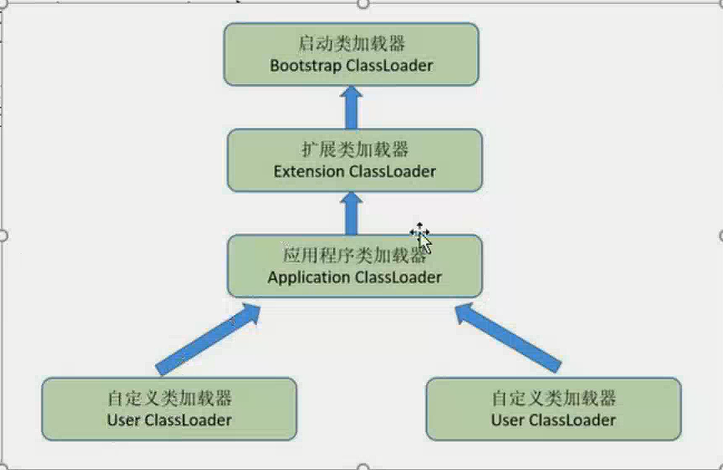 启动类加载器
Bootstrap ClassLoader
扩展类加载器
Extension ClassLoader
应用程序类加载器
Application ClassLoader
自定义类加载器
User ClassLoader
自定义类加载器
User ClassLoader